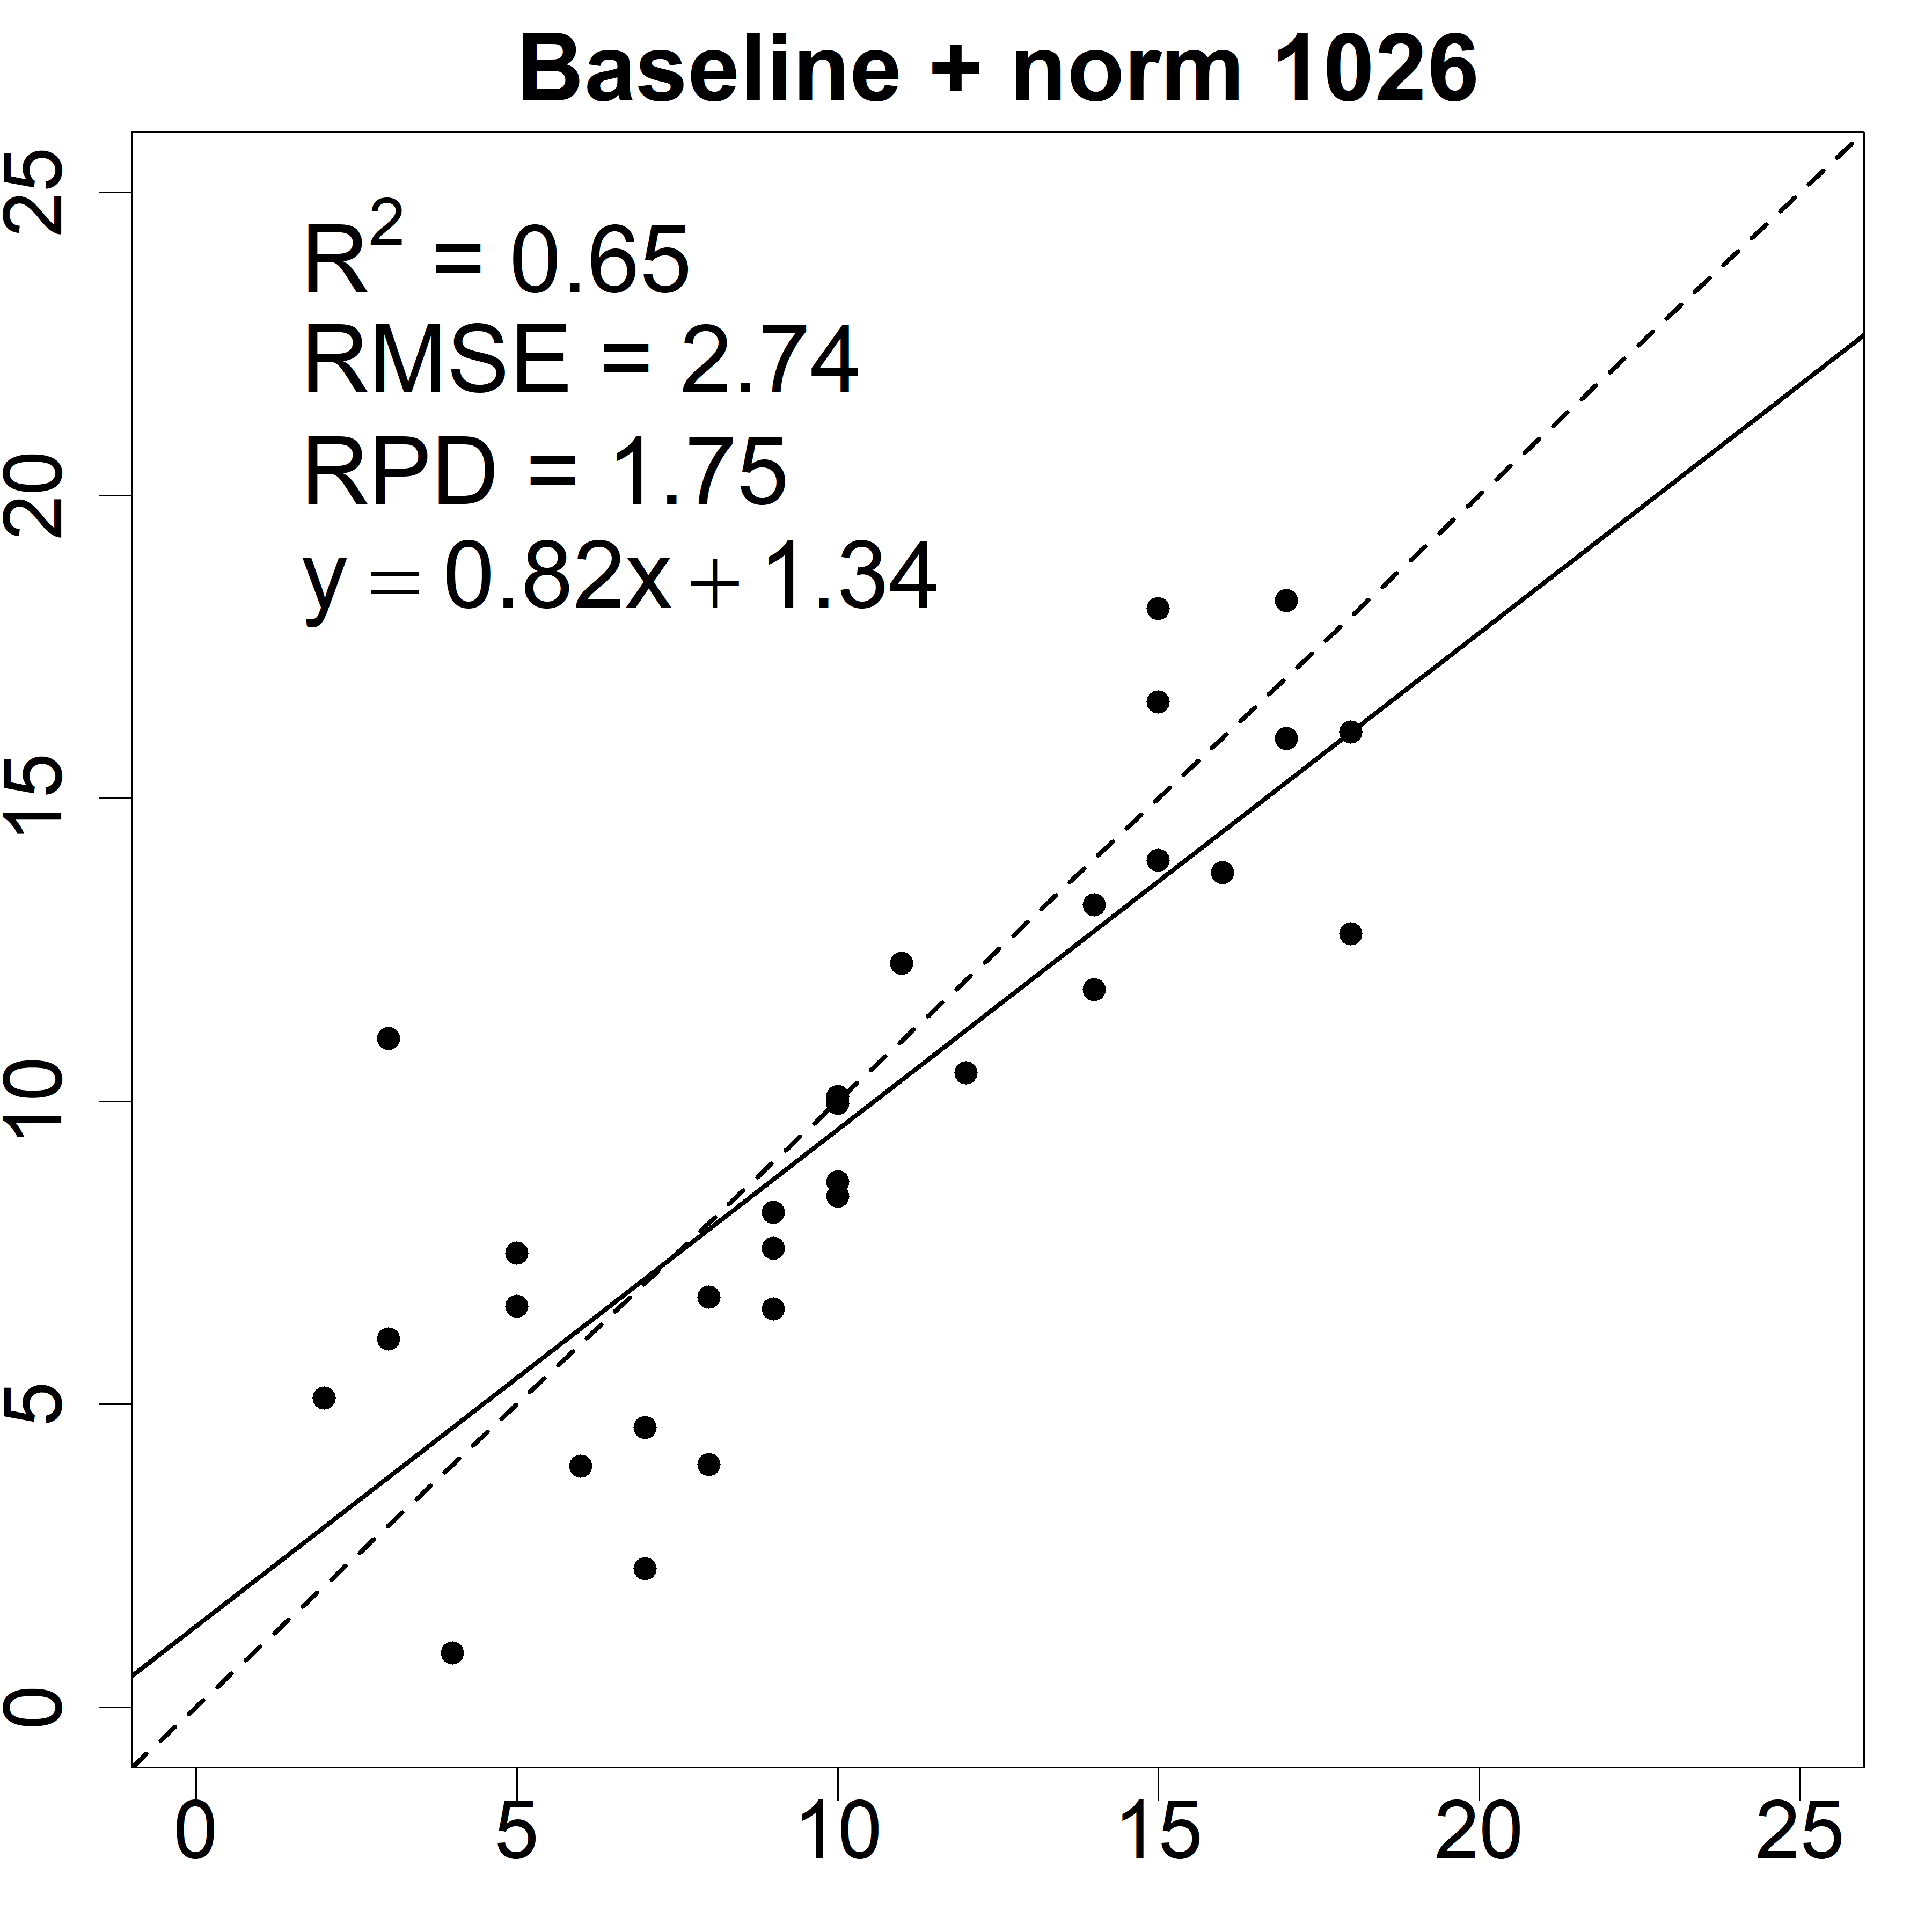 Baseline + norm 1026
R² = 0.65
RMSE = 2.74
RPD = 1.75
y = 0.82x + 1.34
25
20
15
10
5
0
0 5 10 15 20 25